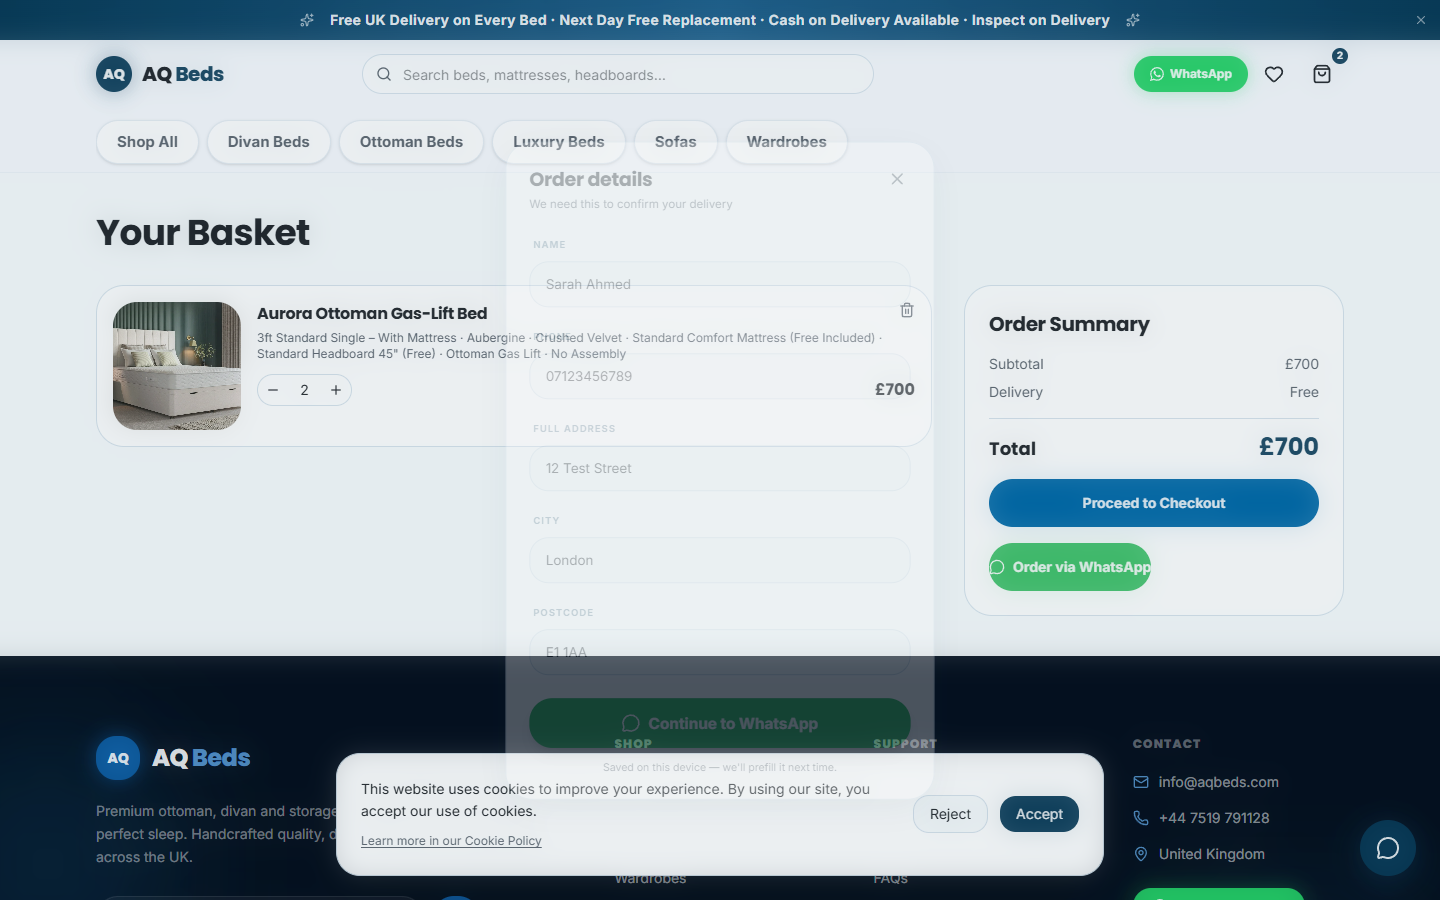 Free UK Delivery on Every Bed · Next Day Free Replacement · Cash on Delivery Available · Inspect on Delivery
AQ
AQ Beds
Search beds, mattresses, headboards...
WhatsApp
2
Shop All
Divan Beds
Ottoman Beds
Luxury Beds
Sofas
Wardrobes
Your Basket
Aurora Ottoman Gas-Lift Bed
3ft Standard Single – With Mattress · Aubergine · Crushed Velvet · Standard Comfort Mattress (Free Included) ·
Standard Headboard 45" (Free) · Ottoman Gas Lift · No Assembly
2
£700
Order details
We need this to confirm your delivery
NAME
Sarah Ahmed
07123456789
FULL ADDRESS
12 Test Street
CITY
London
POSTCODE
E1 1AA
Continue to WhatsApp
Saved on this device — we'll prefill it next time.
Order Summary
Subtotal
£700
Delivery
Free
Total
£700
Proceed to Checkout
Order via WhatsApp
AQ
AQ Beds
Premium ottoman, divan and storage
perfect sleep. Handcrafted quality, d
across the UK.
SHOP
Wardrobes
SUPPORT
FAQs
CONTACT
info@aqbeds.com
+44 7519 791128
United Kingdom
This website uses cookies to improve your experience. By using our site, you
accept our use of cookies.
Learn more in our Cookie Policy
Reject
Accept